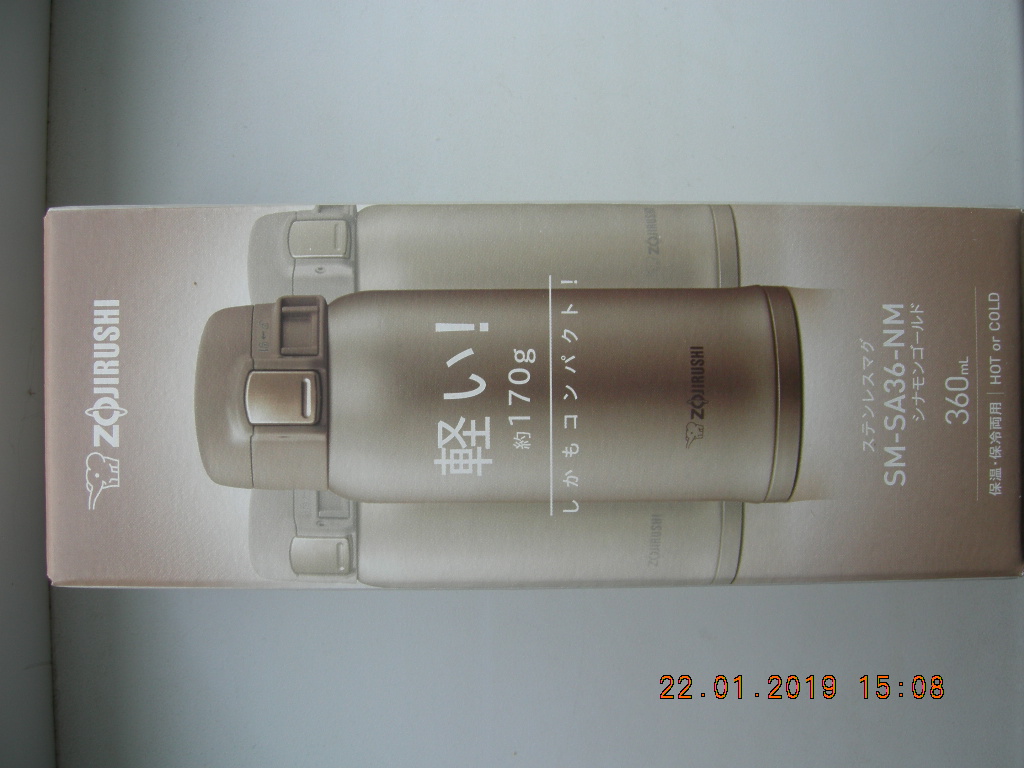 ZOJIRUSHI
軽い!
約170g
しかもコンパクト!
ZOJIRUSHI
ZOJIRUSHI
ZOJIRUSHI
ステンレスマグ
SM-SA36-NM
シナモンゴールド
360mL
保温・保冷両用 HOT or COLD
22.01.2019 15:08